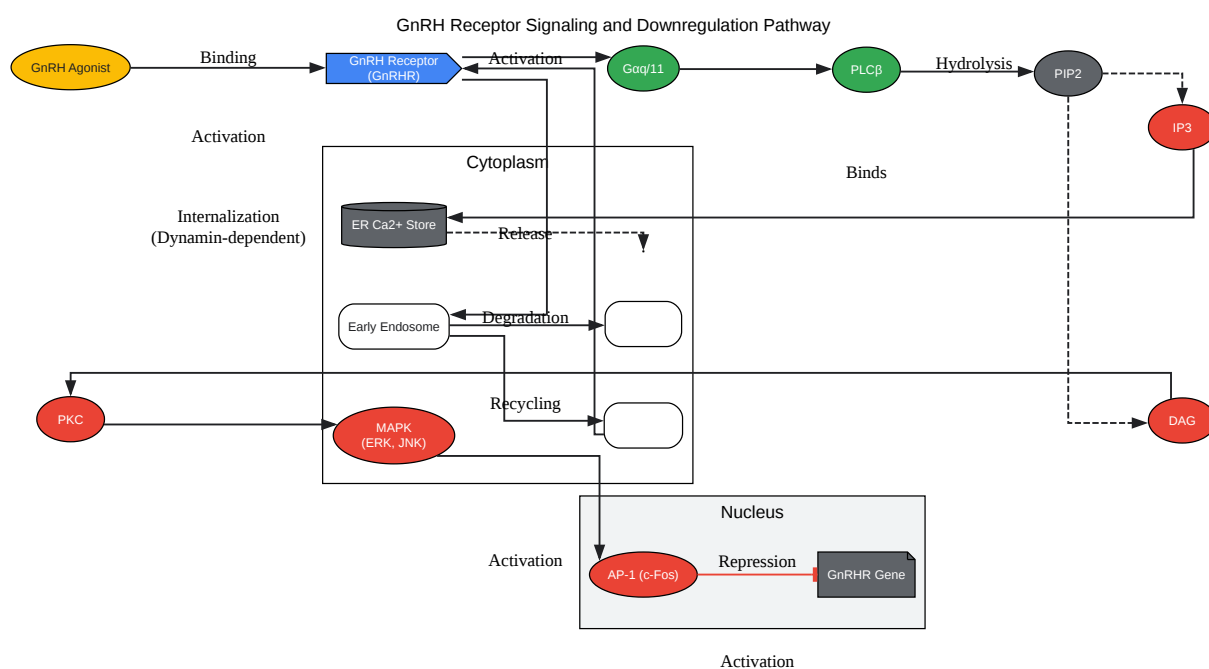 GnRH Receptor Signaling and Downregulation Pathway
GnRH Agonist
Binding
GnRH Receptor
(GnRHR)
Activation
Gαq/11
PLCβ
Hydrolysis
PIP2
IP3
Activation
Cytoplasm
Binds
Internalization
(Dynamin-dependent)
ER Ca2+ Store
Release
Early Endosome
Degradation
Recycling
PKC
MAPK
(ERK, JNK)
DAG
Nucleus
Activation
AP-1 (c-Fos)
Repression
GnRHR Gene
Activation